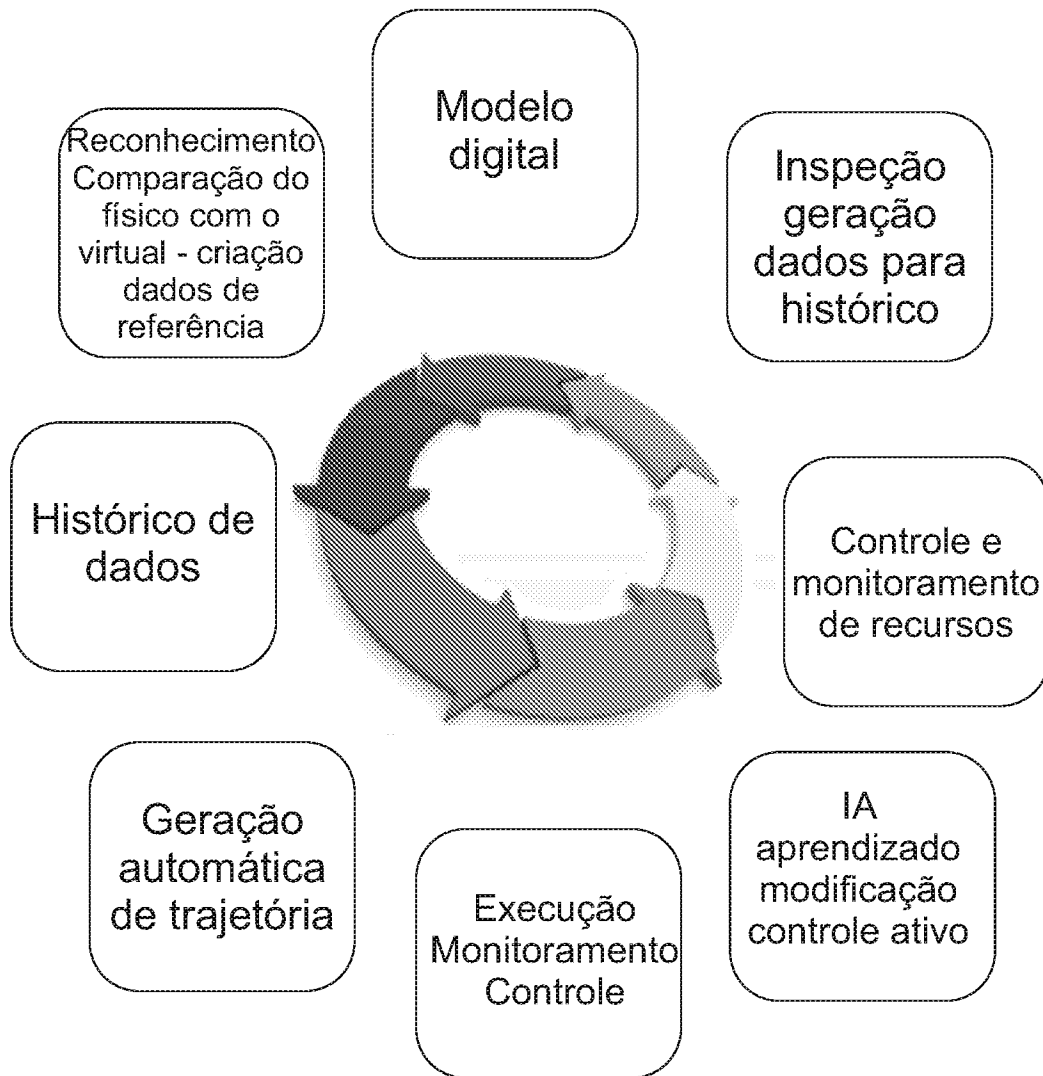 Modelo
digital
Inspeção
geração
dados para
histórico
Controle e
monitoramento
de recursos
IA
aprendizado
modificação
controle ativo
Execução
Monitoramento
Controle
Geração
automática
de trajetória
Histórico de
dados
Reconhecimento
Comparação do
físico com o
virtual - criação
dados de
referência